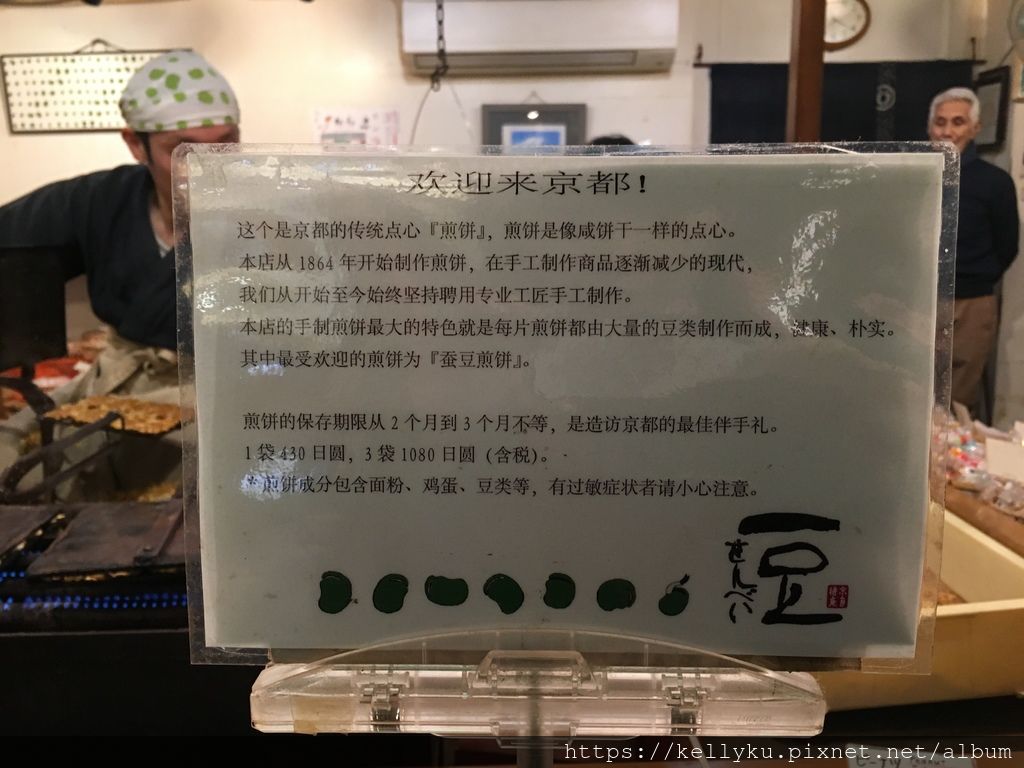 欢迎来京都!
这个是京都的传统点心『煎饼』，煎饼是像咸饼干一样的点心。
本店从 1864 年开始制作煎饼，在手工制作商品逐渐减少的现代，
我们从开始至今始终坚持聘用专业工匠手工制作。
本店的手制煎饼最大的特色就是每片煎饼都由大量的豆类制作而成，健康、朴实。
其中最受欢迎的煎饼为『蚕豆煎饼』。
煎饼的保存期限从 2 个月到 3 个月不等，是造访京都的最佳伴手礼。
1 袋 430 日圆，3 袋 1080 日圆（含税）。
煎饼成分包含面粉、鸡蛋、豆类等，有过敏症状者请小心注意。
豆
せんべい
https://kellyku.pixnet.net/album